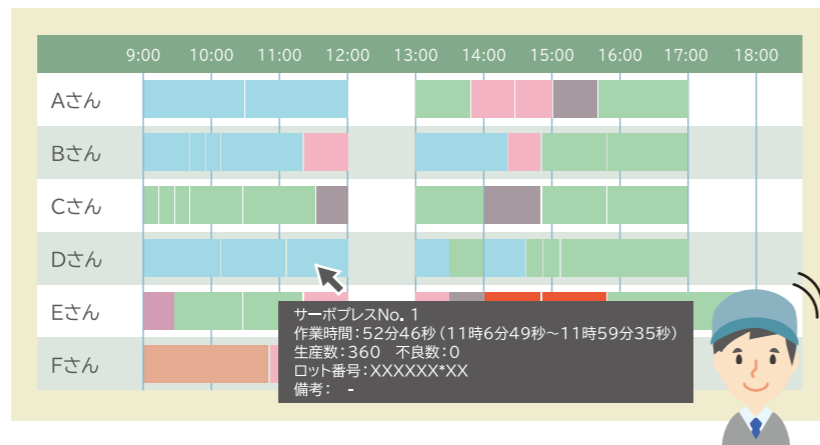 9:00 10:00 11:00 12:00 13:00 14:00 15:00 16:00 17:00 18:00
Aさん
Bさん
Cさん
Dさん
Eさん
サーボプレスNo. 1
作業時間：52分46秒（11時6分49秒～11時59分35秒）
生産数：360　不良数：0
ロット番号：XXXXXX*XX
備考：　-
Fさん